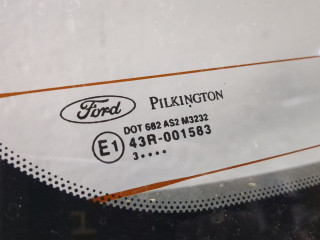 Ford PILKINGTON
DOT 682 AS2 M3232
E1 43R-001583
3••••